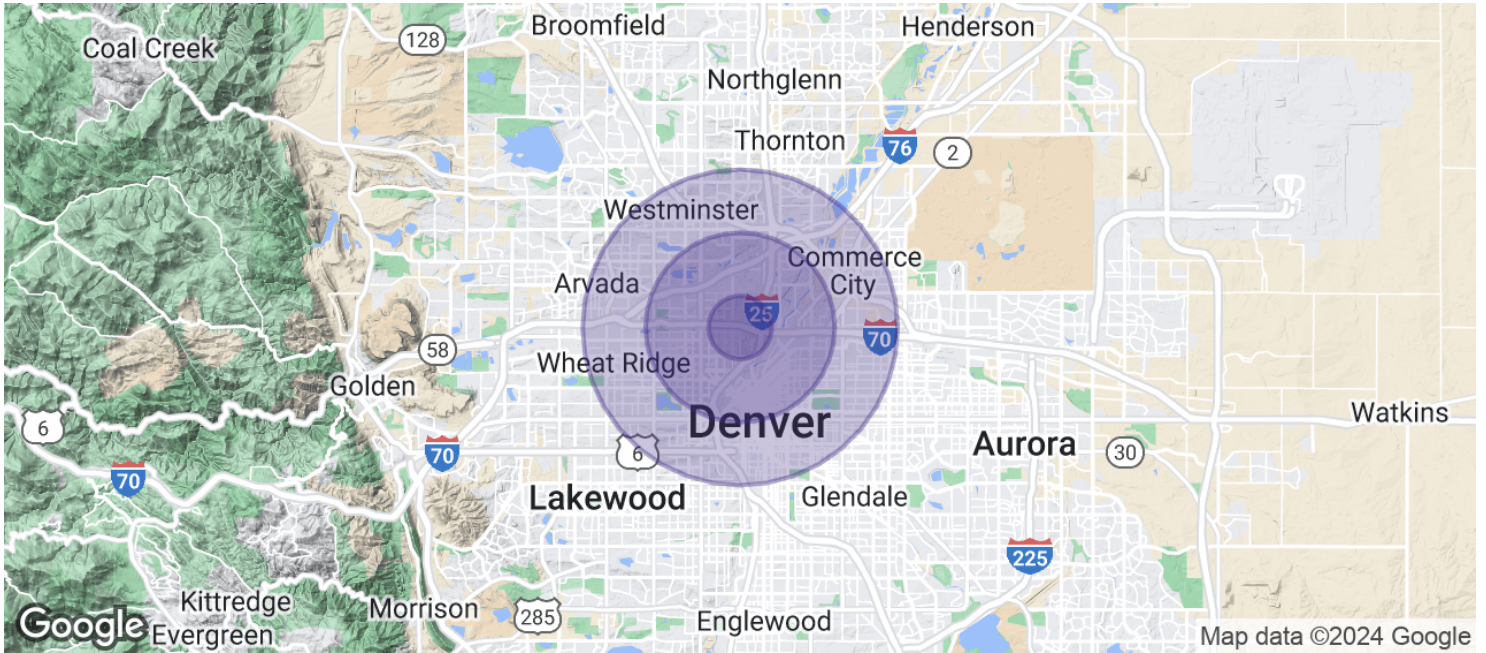 Broomfield
Henderson
Coal Creek
128
Northglenn
Thornton
76
2
Westminster
Commerce
City
Arvada
25
70
58
Wheat Ridge
Golden
6
Denver
Watkins
Aurora
30
70
6
70
Lakewood
Glendale
225
Kittredge
Morrison
285
Englewood
Google
Evergreen
Map data ©2024 Google